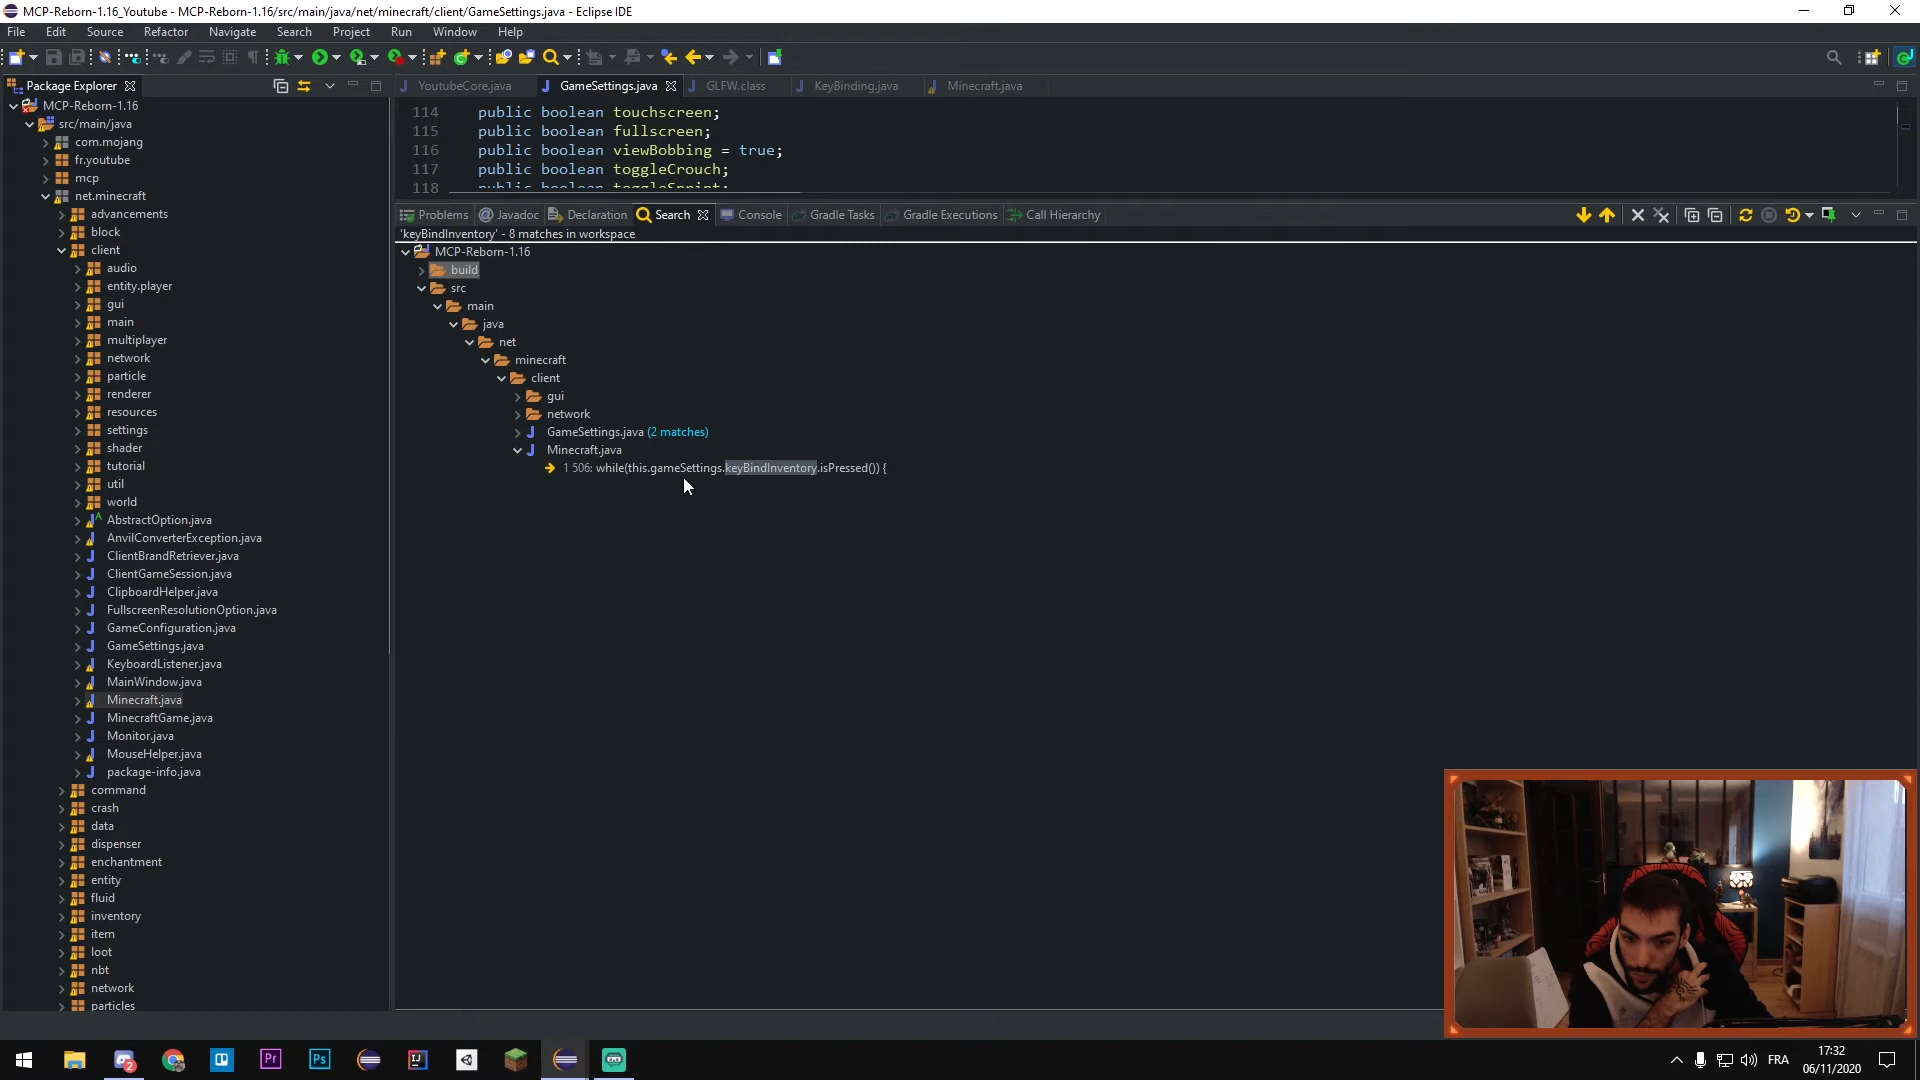 MCP-Reborn-1.16_Youtube - MCP-Reborn-1.16/src/main/java/net/minecraft/client/GameSettings.java - Eclipse IDE
File Edit Source Refactor Navigate Search Project Run Window Help
Package Explorer
YoutubeCore.java GameSettings.java GLFW.class KeyBinding.java Minecraft.java
MCP-Reborn-1.16
src/main/java
com.mojang
fr.youtube
mcp
net.minecraft
advancements
block
client
audio
entity.player
gui
main
multiplayer
network
particle
renderer
resources
settings
shader
tutorial
util
world
AbstractOption.java
AnvilConverterException.java
ClientBrandRetriever.java
ClientGameSession.java
ClipboardHelper.java
FullscreenResolutionOption.java
GameConfiguration.java
GameSettings.java
KeyboardListener.java
MainWindow.java
Minecraft.java
MinecraftGame.java
Monitor.java
MouseHelper.java
package-info.java
command
crash
data
dispenser
enchantment
entity
fluid
inventory
item
loot
nbt
network
particles
114 public boolean touchscreen;
115 public boolean fullscreen;
116 public boolean viewBobbing = true;
117 public boolean toggleCrouch;
118 public boolean toggleSprint;
Problems Javadoc Declaration Search Console Gradle Tasks Gradle Executions Call Hierarchy
'keyBindInventory' - 8 matches in workspace
MCP-Reborn-1.16
build
src
main
java
net
minecraft
client
gui
network
GameSettings.java (2 matches)
Minecraft.java
1 506: while(this.gameSettings.keyBindInventory.isPressed()) {
2
Pr
Ps
IJ
FRA
17:32
06/11/2020